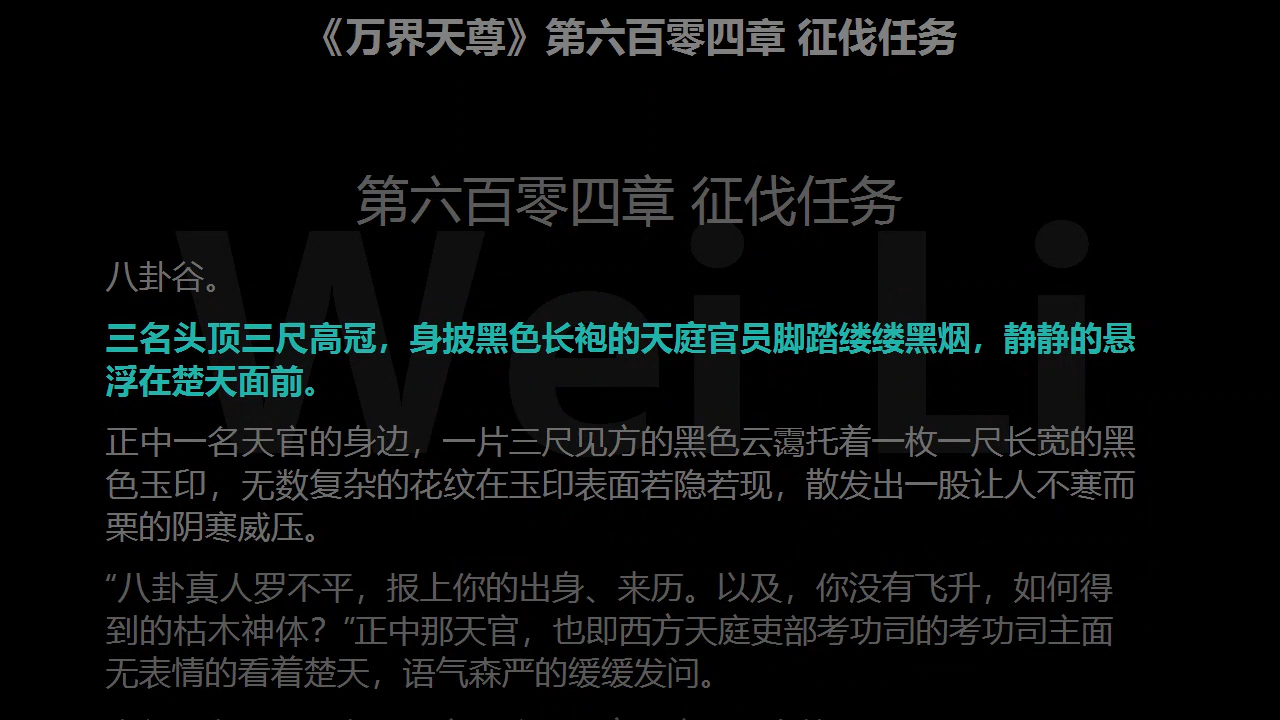 《万界天尊》第六百零四章 征伐任务
第六百零四章 征伐任务
Wei Li
八卦谷。
三名头顶三尺高冠，身披黑色长袍的天庭官员脚踏缕缕黑烟，静静的悬
浮在楚天面前。
正中一名天官的身边，一片三尺见方的黑色云霭托着一枚一尺长宽的黑
色玉印，无数复杂的花纹在玉印表面若隐若现，散发出一股让人不寒而
栗的阴寒威压。
“八卦真人罗不平，报上你的出身、来历。以及，你没有飞升，如何得
到的枯木神体？”正中那天官，也即西方天庭吏部考功司的考功司主面
无表情的看着楚天，语气森严的缓缓发问。